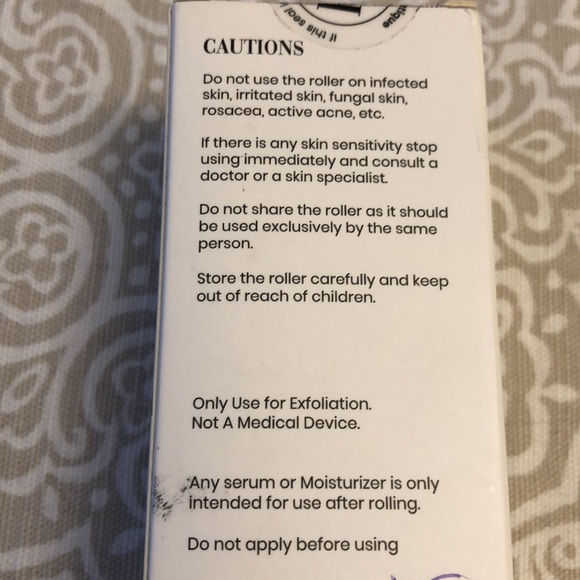 If this seal i
tique
CAUTIONS
Do not use the roller on infected
skin, irritated skin, fungal skin,
rosacea, active acne, etc.
If there is any skin sensitivity stop
using immediately and consult a
doctor or a skin specialist.
Do not share the roller as it should
be used exclusively by the same
person.
Store the roller carefully and keep
out of reach of children.
Only Use for Exfoliation.
Not A Medical Device.
Any serum or Moisturizer is only
intended for use after rolling.
Do not apply before using